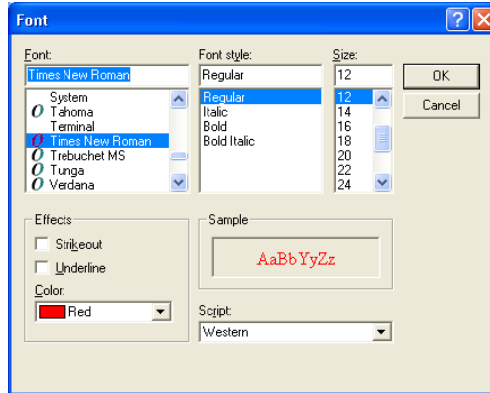 Font
Font:
Times New Roman
System
Tahoma
Terminal
Times New Roman
Trebuchet MS
Tunga
Verdana
Font style:
Regular
Regular
Italic
Bold
Bold Italic
Size:
12
12
14
16
18
20
22
24
OK
Cancel
Effects
Strikeout
Underline
Color:
Red
Sample
AaBbYyZz
Script:
Western